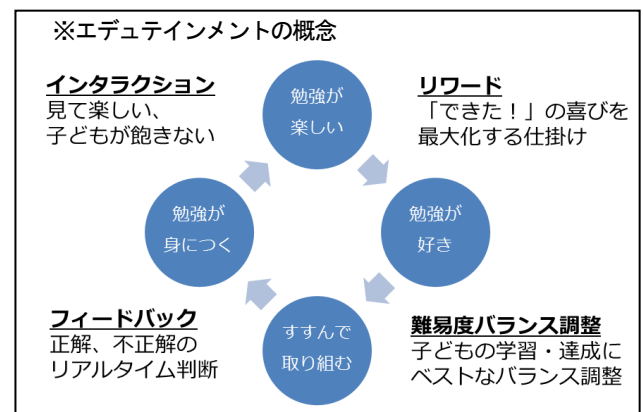 ※エデュテインメントの概念
インタラクション
見て楽しい、
子どもが飽きない
勉強が
楽しい
リワード
「できた！」の喜びを
最大化する仕掛け
勉強が
身につく
勉強が
好き
フィードバック
正解、不正解の
リアルタイム判断
すすんで
取り組む
難易度バランス調整
子どもの学習・達成に
ベストなバランス調整